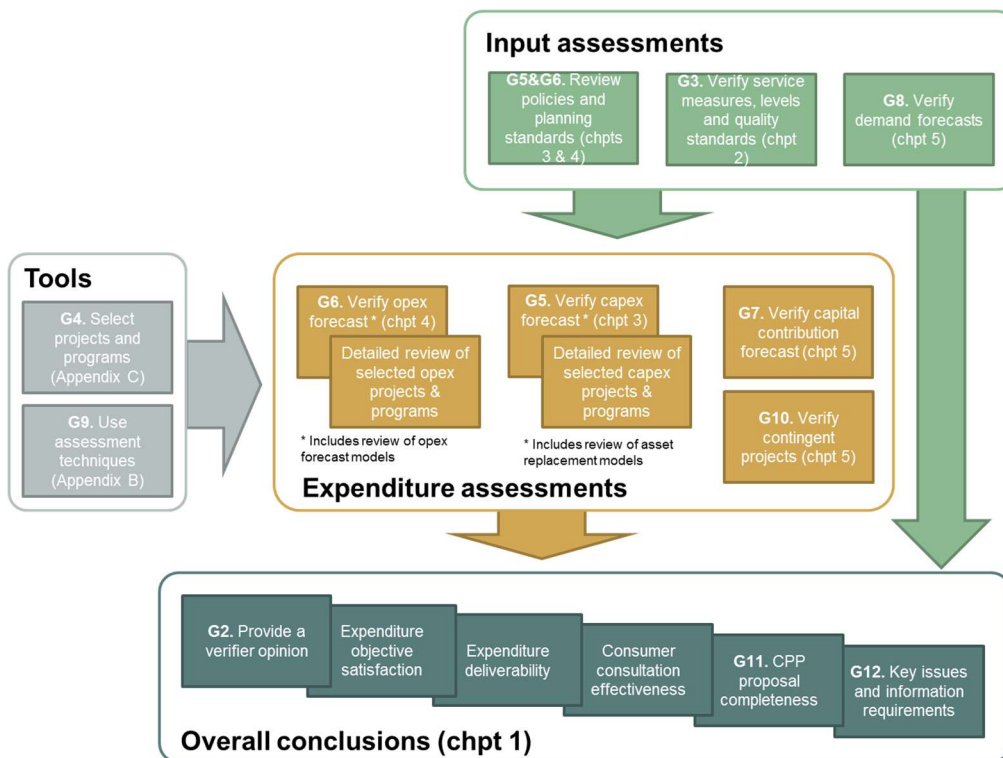 Input assessments
G5&G6. Review
policies and
planning
standards (chpts
3 & 4)
G3. Verify service
measures, levels
and quality
standards (chpt
2)
G8. Verify
demand forecasts
(chpt 5)
Tools
G4. Select
projects and
programs
(Appendix C)
G9. Use
assessment
techniques
(Appendix B)
G6. Verify opex
forecast * (chpt 4)
Detailed review of
selected opex
projects &
programs
* Includes review of opex
forecast models
G5. Verify capex
forecast * (chpt 3)
Detailed review of
selected capex
projects &
programs
* Includes review of asset
replacement models
G7. Verify capital
contribution
forecast (chpt 5)
G10. Verify
contingent
projects (chpt 5)
Expenditure assessments
G2. Provide a
verifier opinion
Expenditure
objective
satisfaction
Expenditure
deliverability
Consumer
consultation
effectiveness
G11. CPP
proposal
completeness
G12. Key issues
and information
requirements
Overall conclusions (chpt 1)